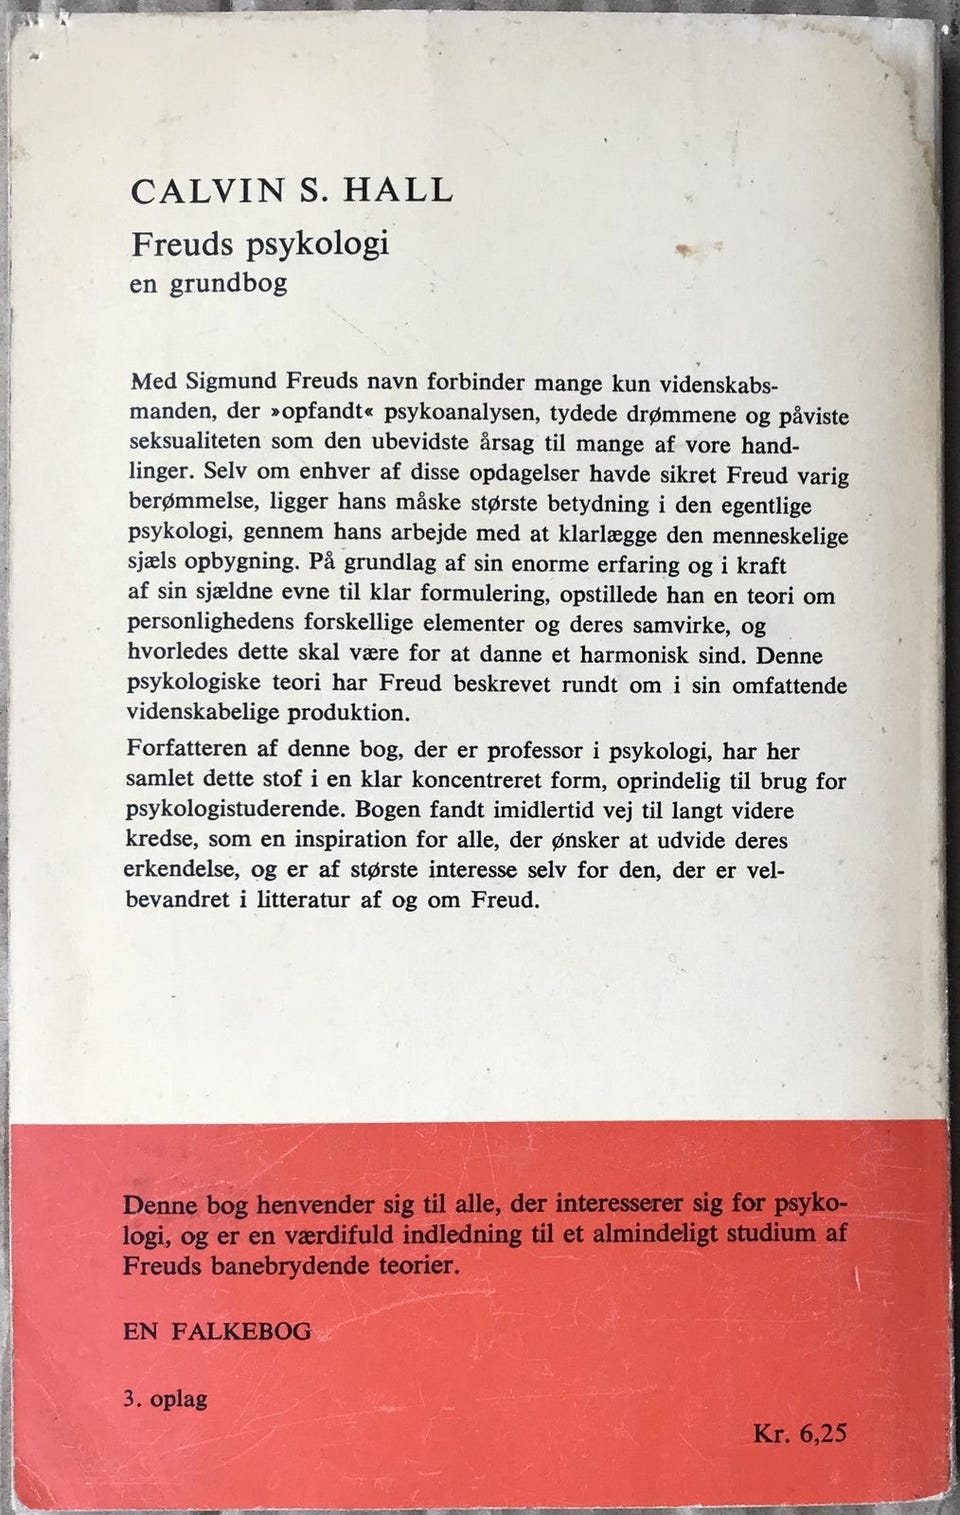 CALVIN S. HALL
Freuds psykologi
en grundbog
Med Sigmund Freuds navn forbinder mange kun videnskabs-
manden, der »opfandt« psykoanalysen, tydede drømmene og påviste
seksualiteten som den ubevidste årsag til mange af vore hand-
linger. Selv om enhver af disse opdagelser havde sikret Freud varig
berømmelse, ligger hans måske største betydning i den egentlige
psykologi, gennem hans arbejde med at klarlægge den menneskelige
sjæls opbygning. På grundlag af sin enorme erfaring og i kraft
af sin sjældne evne til klar formulering, opstillede han en teori om
personlighedens forskellige elementer og deres samvirke, og
hvorledes dette skal være for at danne et harmonisk sind. Denne
psykologiske teori har Freud beskrevet rundt om i sin omfattende
videnskabelige produktion.
Forfatteren af denne bog, der er professor i psykologi, har her
samlet dette stof i en klar koncentreret form, oprindelig til brug for
psykologistuderende. Bogen fandt imidlertid vej til langt videre
kredse, som en inspiration for alle, der ønsker at udvide deres
erkendelse, og er af største interesse selv for den, der er vel-
bevandret i litteratur af og om Freud.
Denne bog henvender sig til alle, der interesserer sig for psyko-
logi, og er en værdifuld indledning til et almindeligt studium af
Freuds banebrydende teorier.
EN FALKEBOG
3. oplag
Kr. 6,25